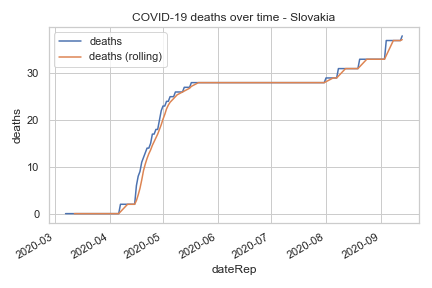 COVID-19 deaths over time - Slovakia
deaths
deaths (rolling)
deaths
30
20
10
0
2020-03
2020-04
2020-05
2020-06
2020-07
2020-08
2020-09
dateRep